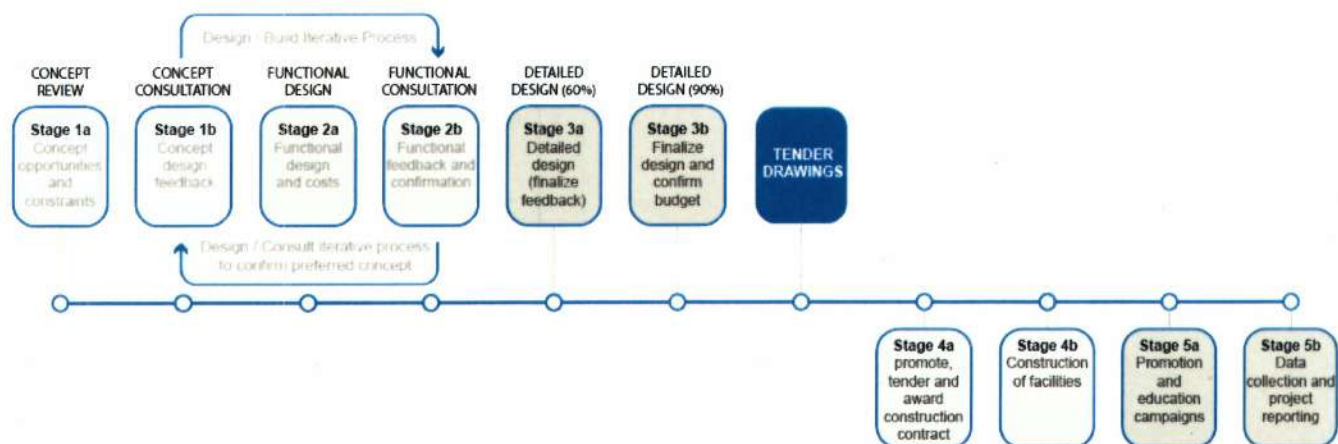 Design / Build Iterative Process
CONCEPT
REVIEW
CONCEPT
CONSULTATION
FUNCTIONAL
DESIGN
FUNCTIONAL
CONSULTATION
DETAILED
DESIGN (60%)
DETAILED
DESIGN (90%)
Stage 1a
Concept
opportunities
and
constraints
Stage 1b
Concept
design
feedback
Stage 2a
Functional
design
and costs
Stage 2b
Functional
feedback and
confirmation
Stage 3a
Detailed
design
(finalize
feedback)
Stage 3b
Finalize
design and
confirm
budget
TENDER
DRAWINGS
Design / Consult iterative process
to confirm preferred concept
Stage 4a
promote,
tender and
award
construction
contract
Stage 4b
Construction
of facilities
Stage 5a
Promotion
and
education
campaigns
Stage 5b
Data
collection and
project
reporting